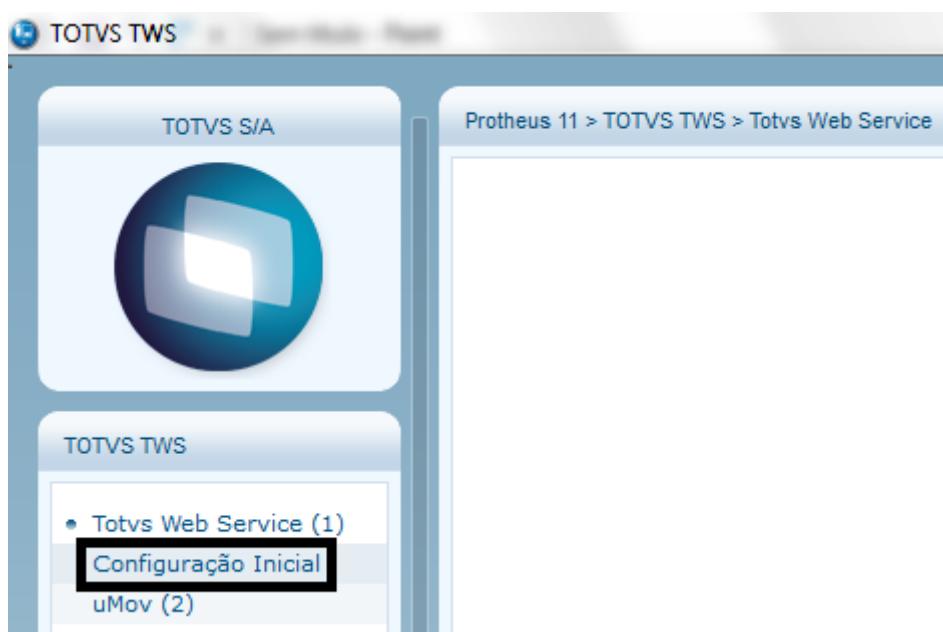 TOTVS TWS
TOTVS S/A
Protheus 11 > TOTVS TWS > Totvs Web Service
TOTVS TWS
Totvs Web Service (1)
Configuração Inicial
uMov (2)